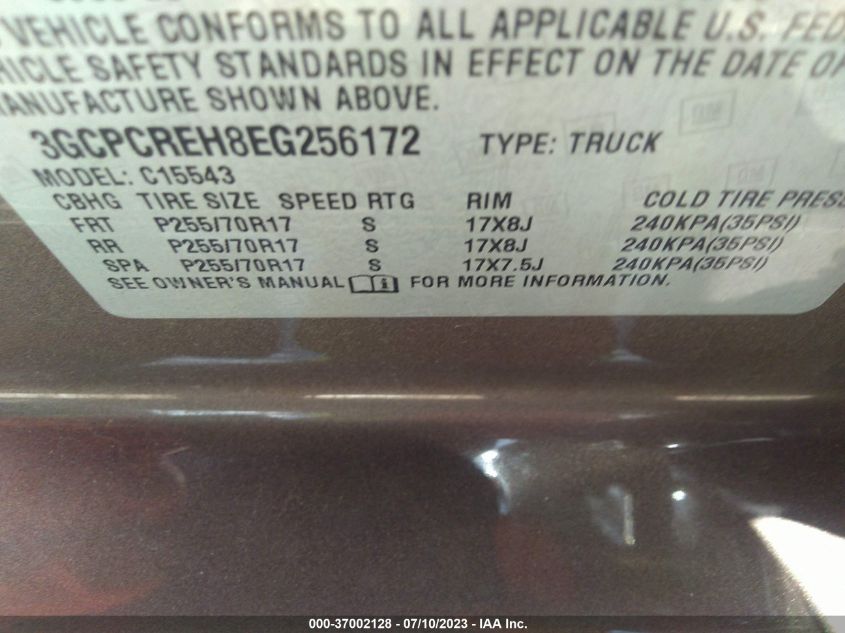 VEHICLE CONFORMS TO ALL APPLICABLE U.S. FED
HICLE SAFETY STANDARDS IN EFFECT ON THE DATE OF
MANUFACTURE SHOWN ABOVE.
3GCPCREH8EG256172 TYPE: TRUCK
MODEL: C15543
CBHG TIRE SIZE SPEED RTG RIM COLD TIRE PRESS
FRT P255/70R17 S 17X8J 240KPA(35PSI)
RR P255/70R17 S 17X8J 240KPA(35PSI)
SPA P255/70R17 S 17X7.5J 240KPA(35PSI)
SEE OWNER'S MANUAL FOR MORE INFORMATION.
000-37002128 - 07/10/2023 - IAA Inc.